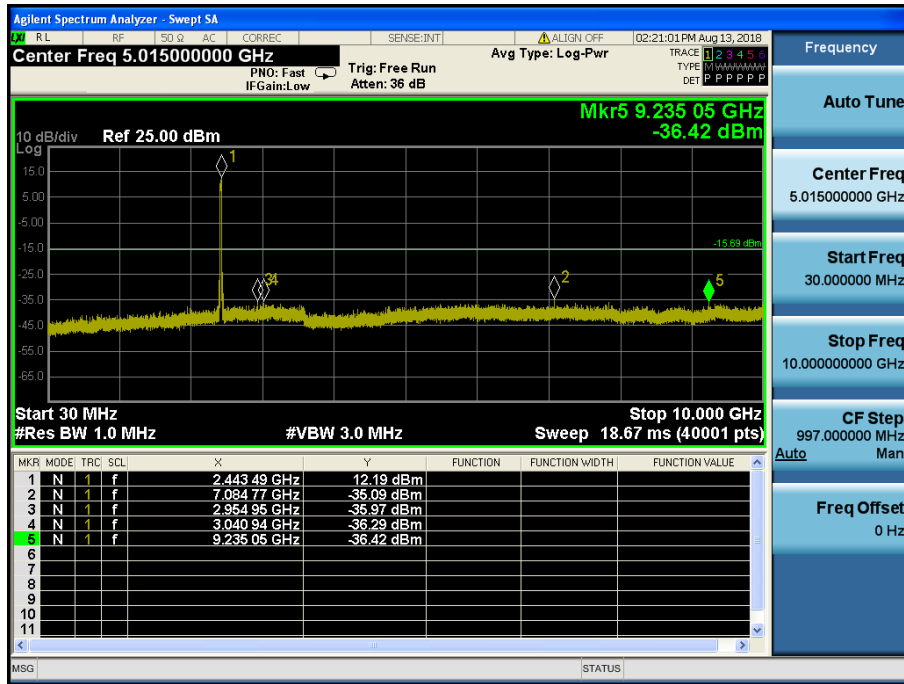 Agilent Spectrum Analyzer - Swept SA
LXI RL RF 50 Ω AC CORREC SENSE:INT ALIGN OFF 02:21:01 PM Aug 13, 2018
Center Freq 5.015000000 GHz
PNO: Fast
IFGain:Low
Trig: Free Run
Atten: 36 dB
Avg Type: Log-Pwr
TRACE 1 2 3 4 5 6
TYPE M W W W W W
DET P P P P P P
Mkr5 9.235 05 GHz
-36.42 dBm
10 dB/div Ref 25.00 dBm
Log
15.0
5.00
-5.00
-15.0
-25.0
-35.0
-45.0
-55.0
-65.0
1
34
2
5
-15.69 dBm
Start 30 MHz Stop 10.000 GHz
#Res BW 1.0 MHz #VBW 3.0 MHz Sweep 18.67 ms (40001 pts)
MKR MODE TRC SCL X Y FUNCTION FUNCTION WIDTH FUNCTION VALUE
1 N 1 f 2.443 49 GHz 12.19 dBm
2 N 1 f 7.084 77 GHz -35.09 dBm
3 N 1 f 2.954 95 GHz -35.97 dBm
4 N 1 f 3.040 94 GHz -36.29 dBm
5 N 1 f 9.235 05 GHz -36.42 dBm
6
7
8
9
10
11
MSG STATUS
Frequency
Auto Tune
Center Freq
5.015000000 GHz
Start Freq
30.000000 MHz
Stop Freq
10.000000000 GHz
CF Step
997.000000 MHz
Auto Man
Freq Offset
0 Hz